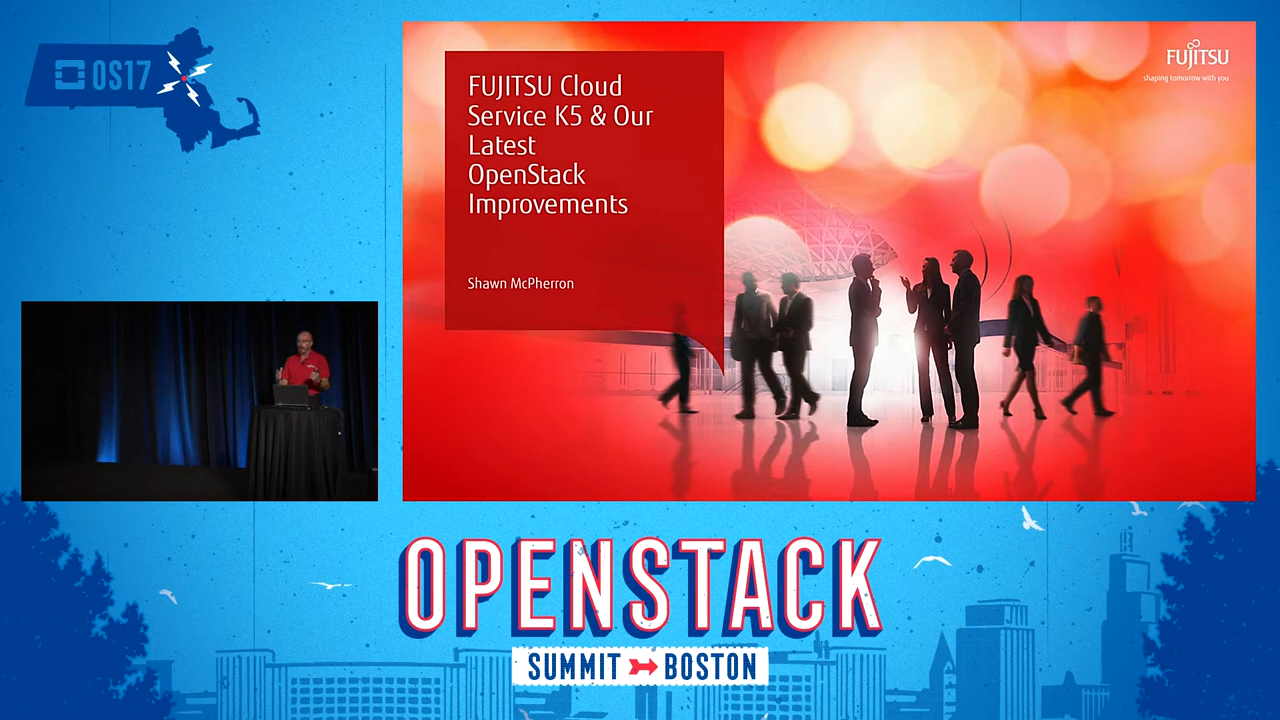 OS17
FUJITSU Cloud
Service K5 & Our
Latest
OpenStack
Improvements
Shawn McPherron
FUJITSU
shaping tomorrow with you
OPENSTACK
SUMMIT BOSTON